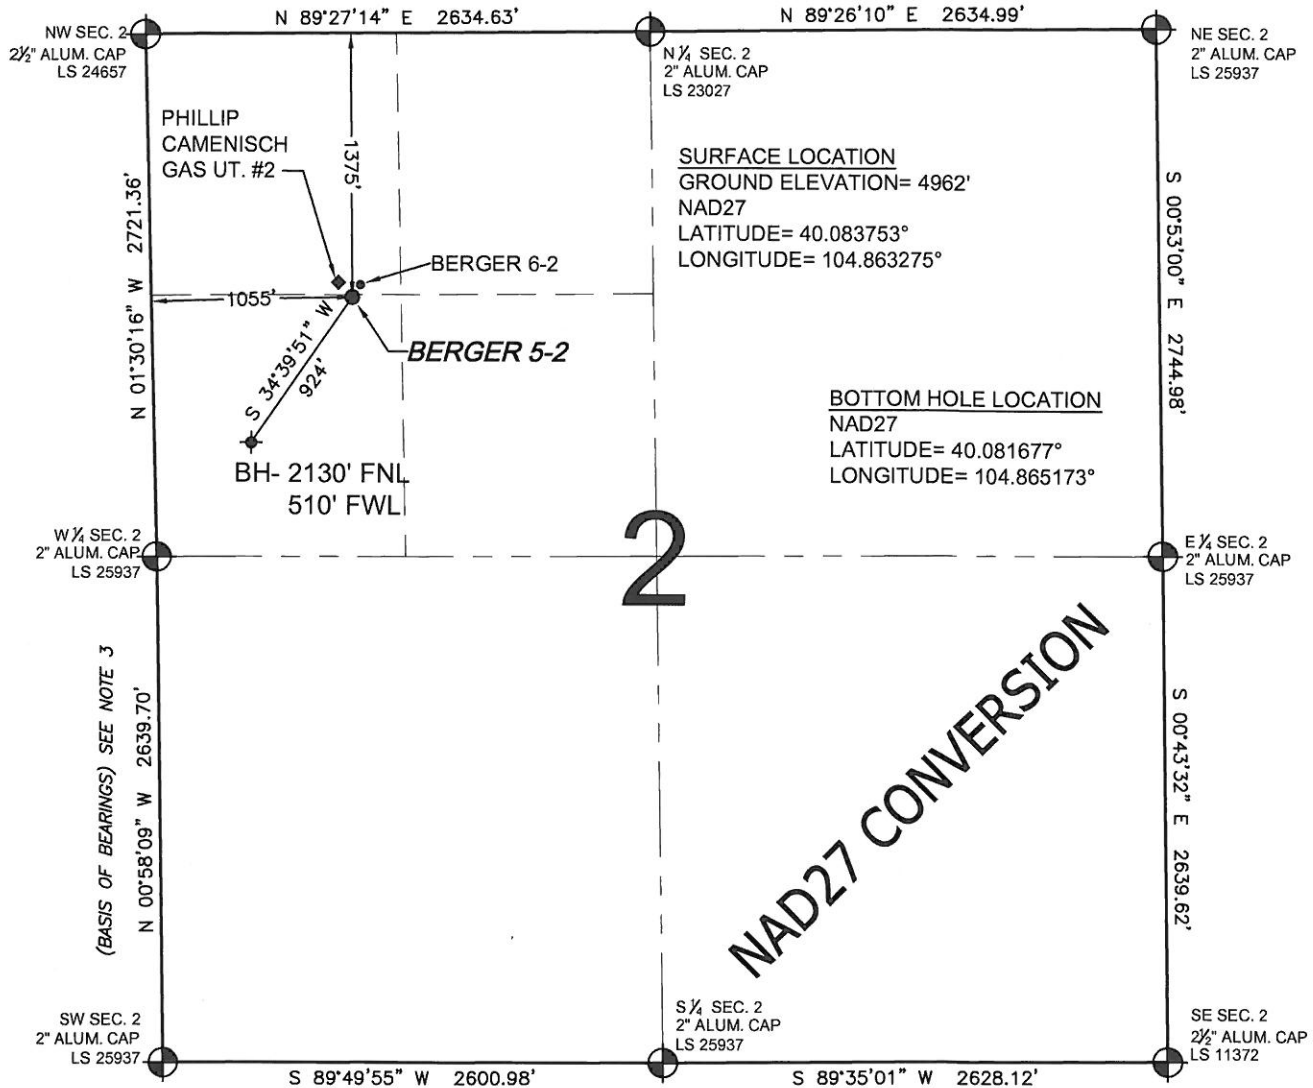 N 89°27'14" E 2634.63'
N 89°26'10" E 2634.99'
NW SEC. 2
2½" ALUM. CAP
LS 24657
N ¼ SEC. 2
2" ALUM. CAP
LS 23027
NE SEC. 2
2" ALUM. CAP
LS 25937
PHILLIP
CAMENISCH
GAS UT. #2
1375'
SURFACE LOCATION
GROUND ELEVATION= 4962'
NAD27
LATITUDE= 40.083753°
LONGITUDE= 104.863275°
N 01°30'16" W 2721.36'
S 00°53'00" E 2744.98'
BERGER 6-2
1055'
BERGER 5-2
S 34°39'51" W
924'
BH- 2130' FNL
510' FWL
BOTTOM HOLE LOCATION
NAD27
LATITUDE= 40.081677°
LONGITUDE= 104.865173°
W ¼ SEC. 2
2" ALUM. CAP
LS 25937
2
E ¼ SEC. 2
2" ALUM. CAP
LS 25937
(BASIS OF BEARINGS) SEE NOTE 3
N 00°58'09" W 2639.70'
NAD27 CONVERSION
S 00°43'32" E 2639.62'
SW SEC. 2
2" ALUM. CAP
LS 25937
S ¼ SEC. 2
2" ALUM. CAP
LS 25937
SE SEC. 2
2½" ALUM. CAP
LS 11372
S 89°49'55" W 2600.98'
S 89°35'01" W 2628.12'